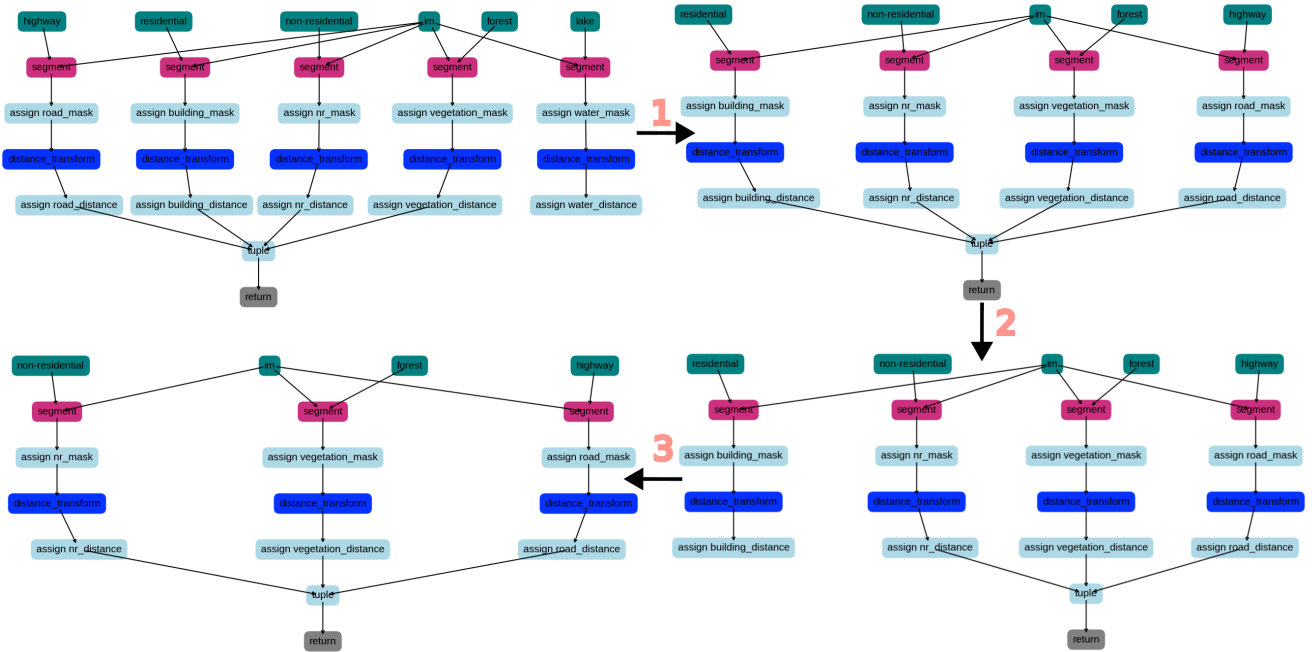 highway residential non-residential im forest lake
segment segment segment segment segment
assign road_mask assign building_mask assign nr_mask assign vegetation_mask assign water_mask
distance_transform distance_transform distance_transform distance_transform distance_transform
assign road_distance assign building_distance assign nr_distance assign vegetation_distance assign water_distance
tuple
return
1
residential non-residential im forest highway
segment segment segment segment
assign building_mask assign nr_mask assign vegetation_mask assign road_mask
distance_transform distance_transform distance_transform distance_transform
assign building_distance assign nr_distance assign vegetation_distance assign road_distance
tuple
return
2
residential non-residential im forest highway
segment segment segment segment
assign building_mask assign nr_mask assign vegetation_mask assign road_mask
distance_transform distance_transform distance_transform distance_transform
assign building_distance assign nr_distance assign vegetation_distance assign road_distance
tuple
return
3
non-residential im forest highway
segment segment segment
assign nr_mask assign vegetation_mask assign road_mask
distance_transform distance_transform distance_transform
assign nr_distance assign vegetation_distance assign road_distance
tuple
return